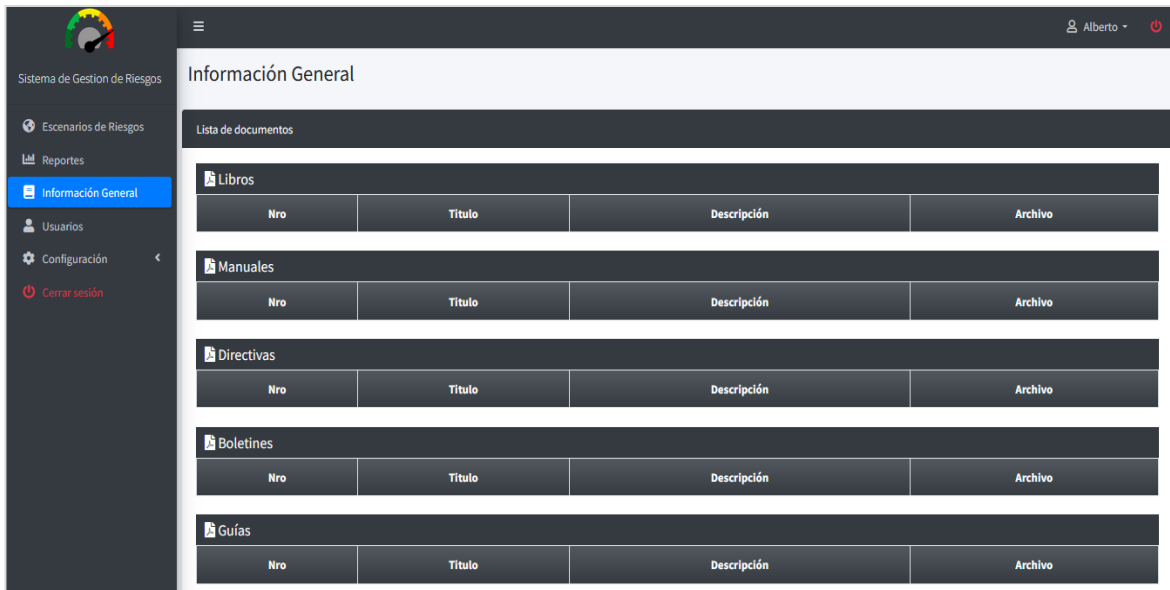 Alberto
Sistema de Gestion de Riesgos
Información General
Escenarios de Riesgos
Reportes
Información General
Usuarios
Configuración
Cerrar sesión
Lista de documentos
Libros
Nro Titulo Descripción Archivo
Manuales
Nro Titulo Descripción Archivo
Directivas
Nro Titulo Descripción Archivo
Boletines
Nro Titulo Descripción Archivo
Guías
Nro Titulo Descripción Archivo